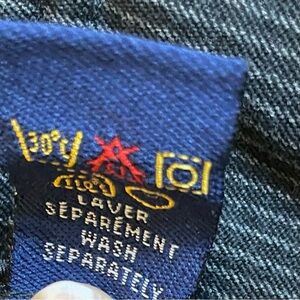 30°C
LAVER
SÉPARÉMENT
WASH
SEPARATELY